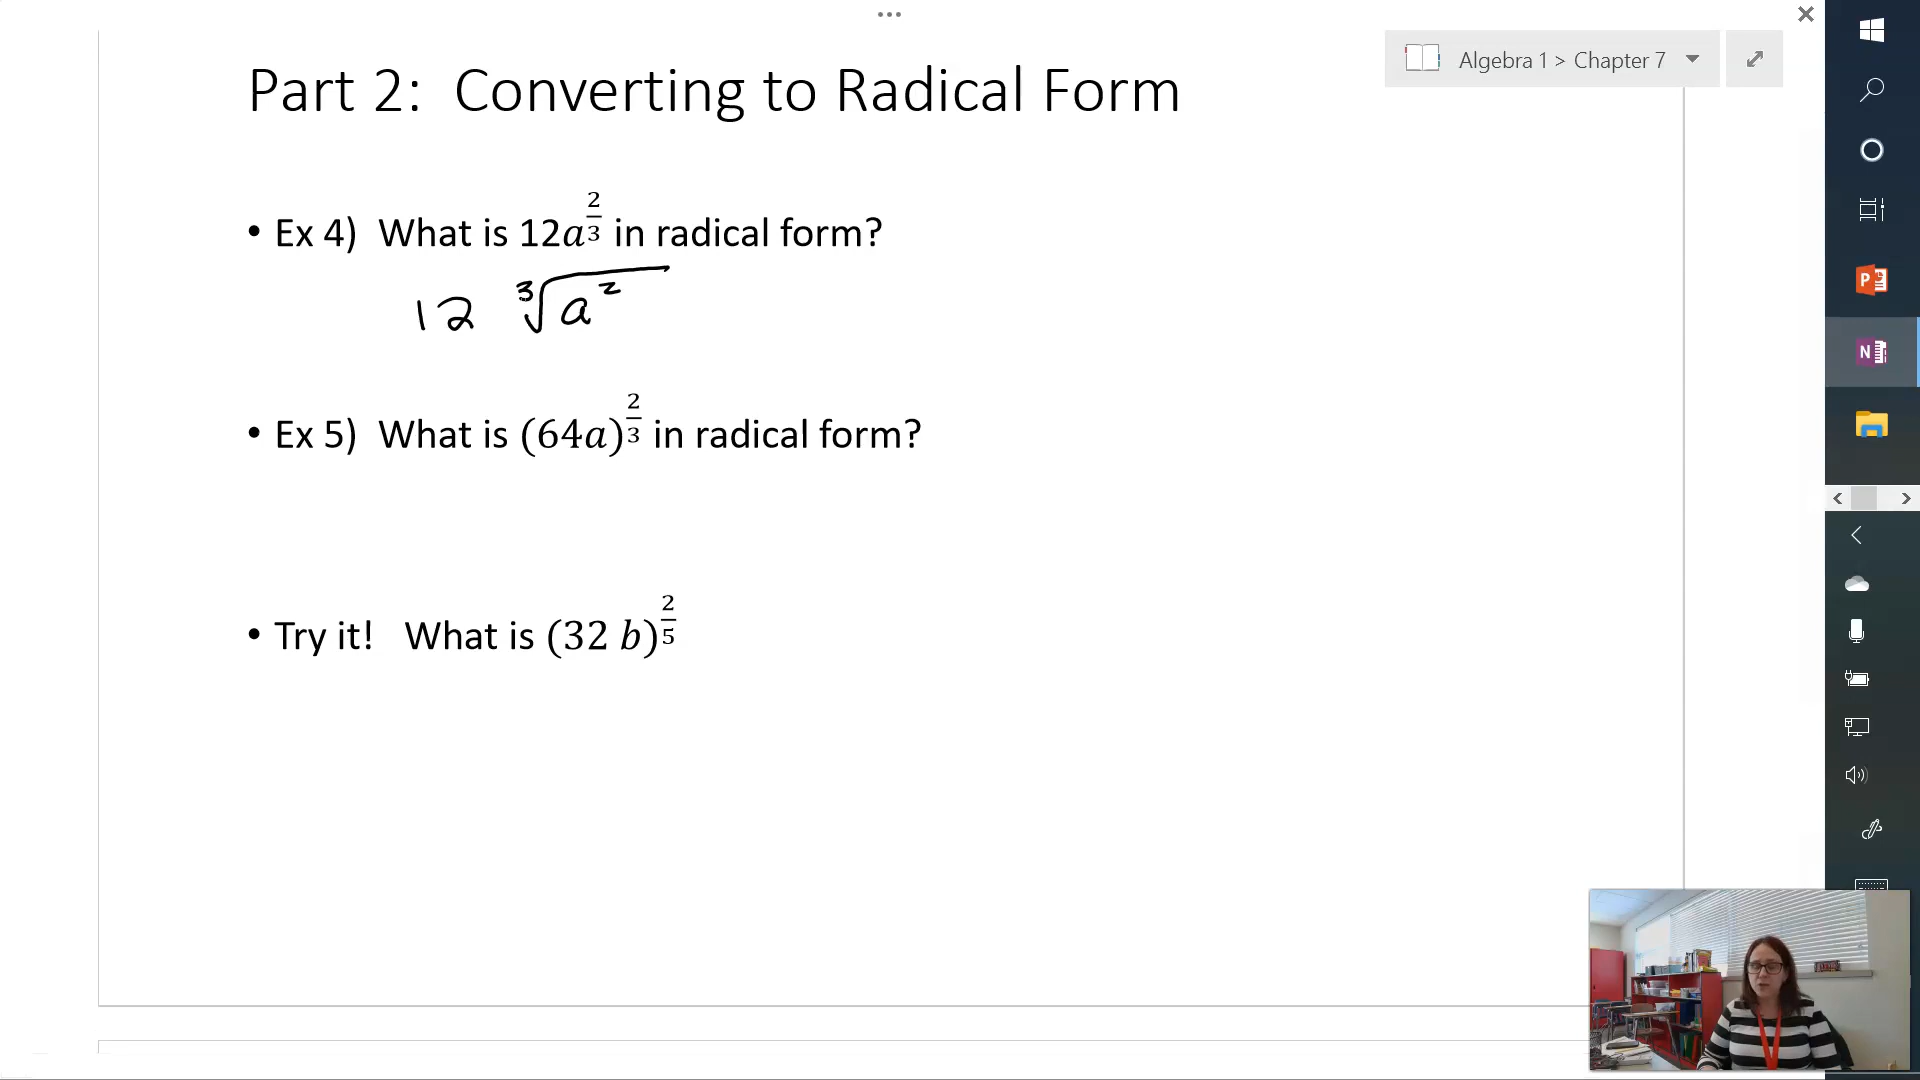 Part 2: Converting to Radical Form
Algebra 1 > Chapter 7
• Ex 4) What is 12a^{2/3} in radical form?
12 ∛a²
• Ex 5) What is (64a)^{2/3} in radical form?
• Try it! What is (32 b)^{2/5}